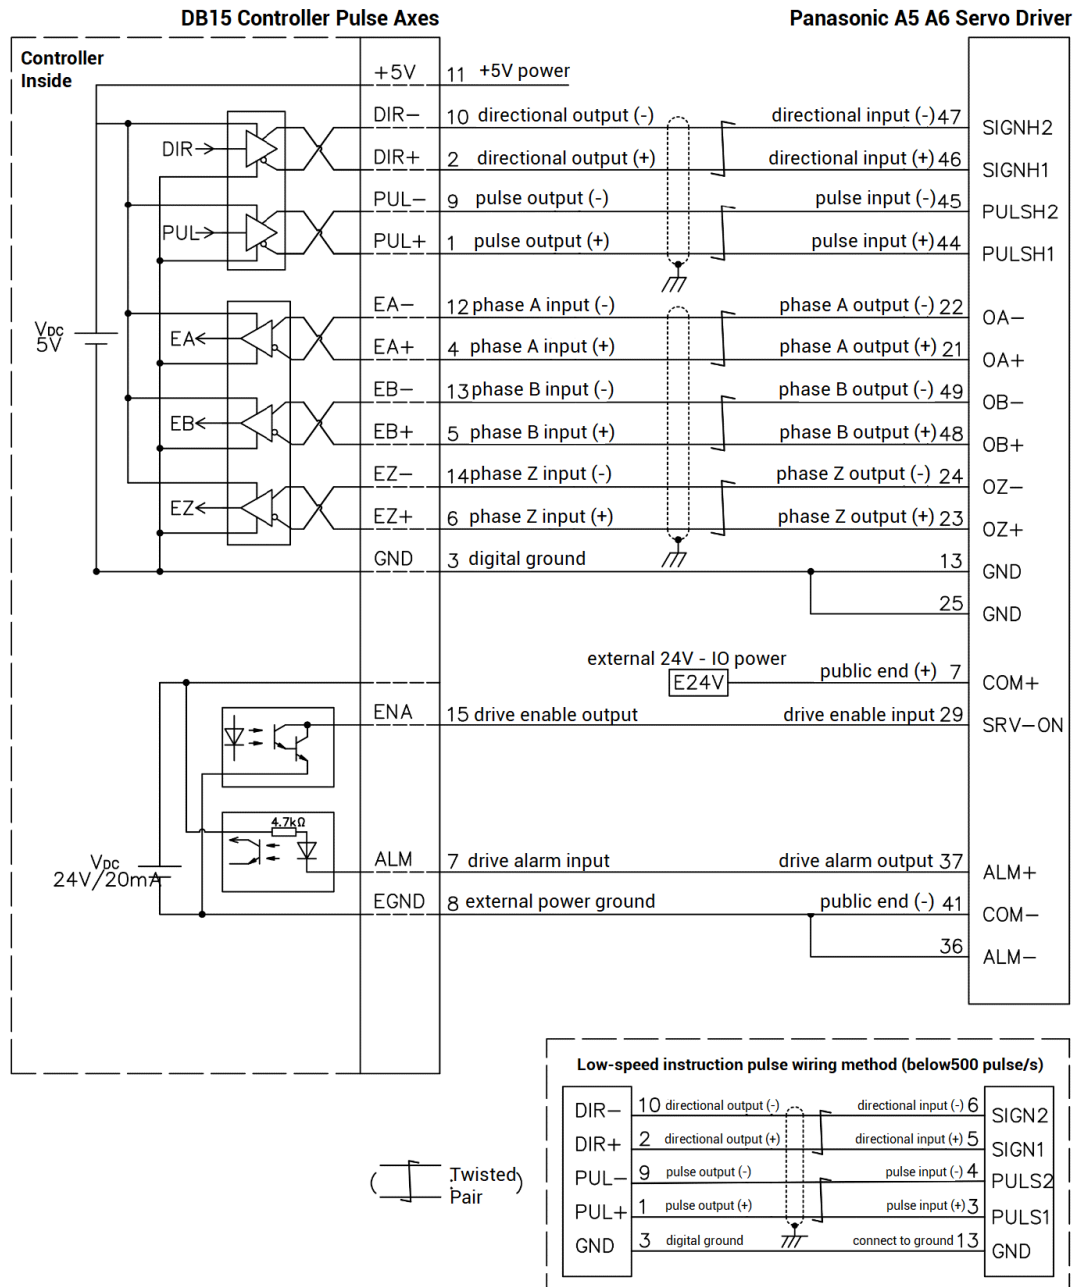 DB15 Controller Pulse Axes
Panasonic A5 A6 Servo Driver
Controller
Inside
+5V 11 +5V power
DIR- 10 directional output (-) directional input (-) 47 SIGNH2
DIR→
DIR+ 2 directional output (+) directional input (+) 46 SIGNH1
PUL- 9 pulse output (-) pulse input (-) 45 PULSH2
PUL→
PUL+ 1 pulse output (+) pulse input (+) 44 PULSH1
EA- 12 phase A input (-) phase A output (-) 22 OA-
VDC
5V
EA←
EA+ 4 phase A input (+) phase A output (+) 21 OA+
EB- 13 phase B input (-) phase B output (-) 49 OB-
EB←
EB+ 5 phase B input (+) phase B output (+) 48 OB+
EZ- 14 phase Z input (-) phase Z output (-) 24 OZ-
EZ←
EZ+ 6 phase Z input (+) phase Z output (+) 23 OZ+
GND 3 digital ground 13 GND
25 GND
external 24V - IO power
E24V public end (+) 7 COM+
ENA 15 drive enable output drive enable input 29 SRV-ON
4.7kΩ
VDC
24V/20mA
ALM 7 drive alarm input drive alarm output 37 ALM+
EGND 8 external power ground public end (-) 41 COM-
36 ALM-
Low-speed instruction pulse wiring method (below500 pulse/s)
DIR- 10 directional output (-) directional input (-) 6 SIGN2
DIR+ 2 directional output (+) directional input (+) 5 SIGN1
PUL- 9 pulse output (-) pulse input (-) 4 PULS2
PUL+ 1 pulse output (+) pulse input (+) 3 PULS1
GND 3 digital ground connect to ground 13 GND
( : Twisted
Pair )